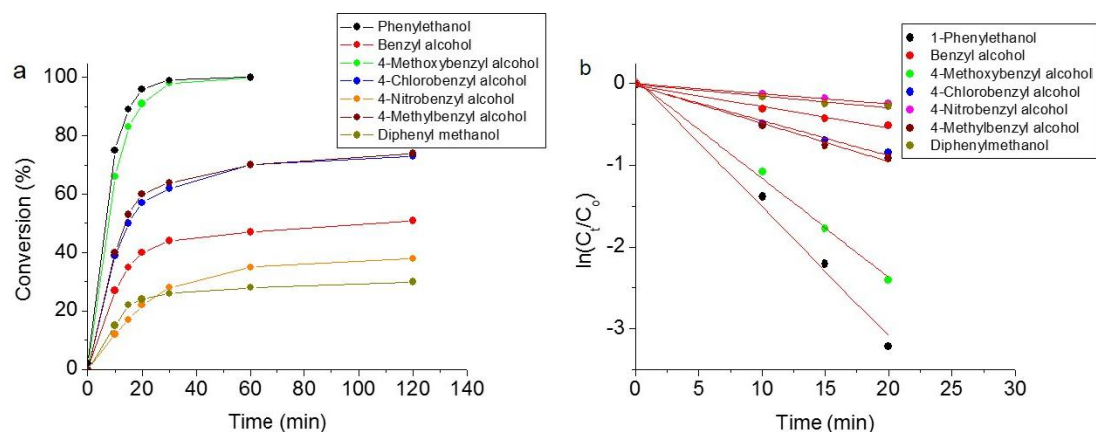 a
Phenylethanol
Benzyl alcohol
4-Methoxybenzyl alcohol
4-Chlorobenzyl alcohol
4-Nitrobenzyl alcohol
4-Methylbenzyl alcohol
Diphenyl methanol
100
80
60
40
20
0
Conversion (%)
0 20 40 60 80 100 120 140
Time (min)
b
1-Phenylethanol
Benzyl alcohol
4-Methoxybenzyl alcohol
4-Chlorobenzyl alcohol
4-Nitrobenzyl alcohol
4-Methylbenzyl alcohol
Diphenylmethanol
0
-1
-2
-3
ln(Cₜ/Cₒ)
0 5 10 15 20 25 30
Time (min)